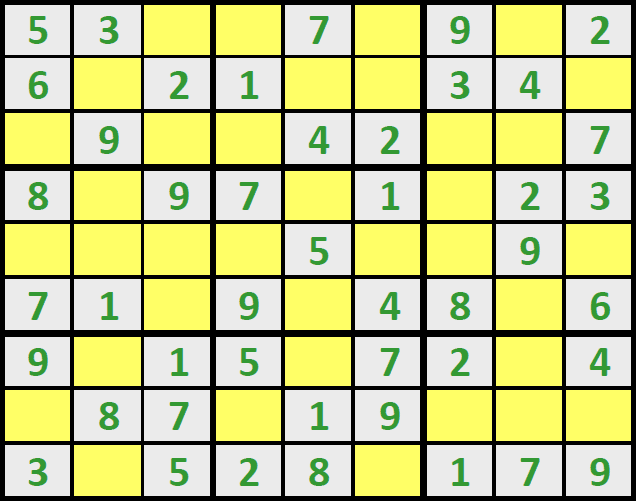 5 3 7 9 2
6 2 1 3 4
9 4 2 7
8 9 7 1 2 3
5 9
7 1 9 4 8 6
9 1 5 7 2 4
8 7 1 9
3 5 2 8 1 7 9